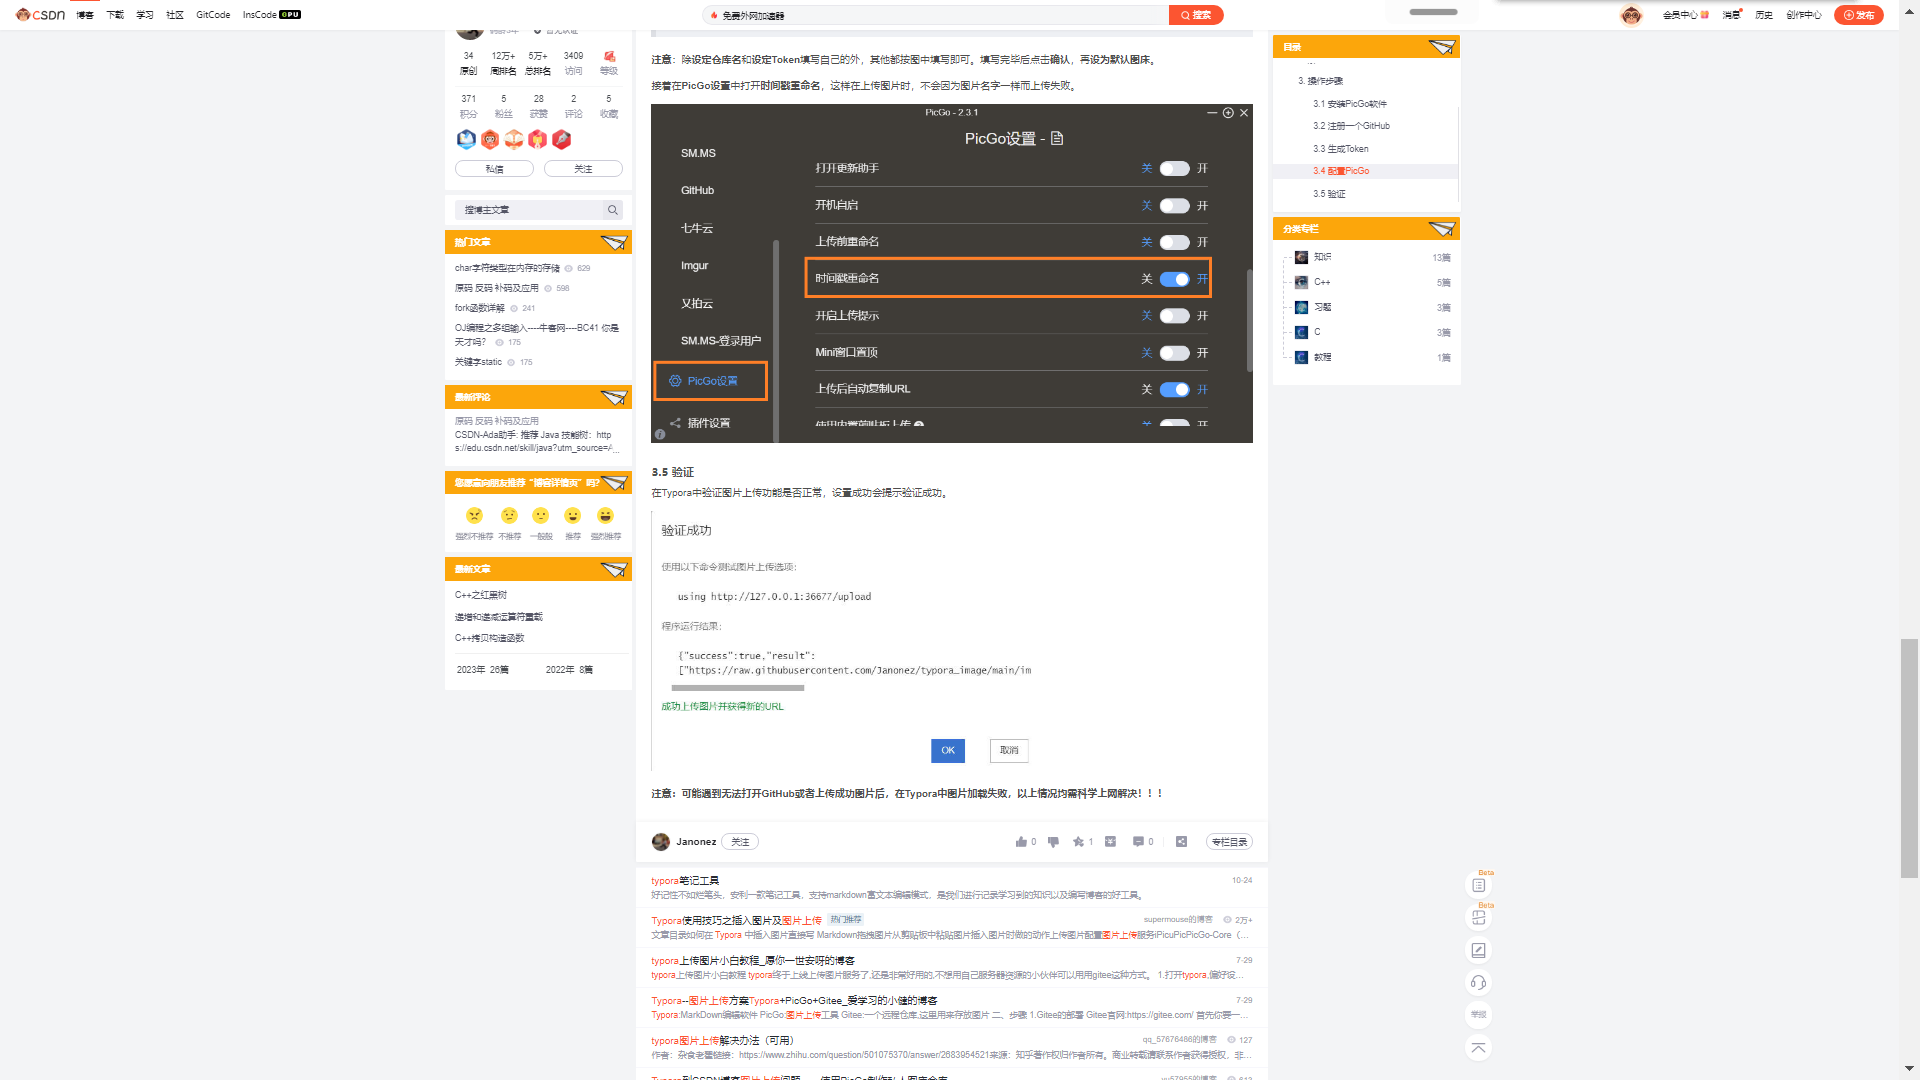 CSDN 博客 下载 学习 社区 GitCode InsCode GPU
免费外网加速器
搜索
会员中心 消息 历史 创作中心 发布
34 12万+ 5万+ 3409
原创 周排名 总排名 访问 等级
371 5 28 2 5
积分 粉丝 获赞 评论 收藏
私信 关注
搜博主文章
热门文章
char字符类型在内存的存储 629
原码 反码 补码及应用 598
fork函数详解 241
OJ编程之多组输入----牛客网----BC41 你是
天才吗? 175
关键字static 175
最新评论
原码 反码 补码及应用
CSDN-Ada助手: 推荐 Java 技能树：http
s://edu.csdn.net/skill/java?utm_source=A...
您愿意向朋友推荐“博客详情页”吗?
强烈不推荐 不推荐 一般般 推荐 强烈推荐
最新文章
C++之红黑树
递增和递减运算符重载
C++拷贝构造函数
2023年 26篇 2022年 8篇
注意：除设定仓库名和设定Token填写自己的外，其他都按图中填写即可。填写完毕后点击确认，再设为默认图床。
接着在PicGo设置中打开时间戳重命名，这样在上传图片时，不会因为图片名字一样而上传失败。
PicGo - 2.3.1
PicGo设置 -
SM.MS
GitHub
七牛云
Imgur
又拍云
SM.MS-登录用户
PicGo设置
插件设置
打开更新助手 关 开
开机自启 关 开
上传前重命名 关 开
时间戳重命名 关 开
开启上传提示 关 开
Mini窗口置顶 关 开
上传后自动复制URL 关 开
使用内置剪贴板上传 关 开
3.5 验证
在Typora中验证图片上传功能是否正常，设置成功会提示验证成功。
验证成功
使用以下命令测试图片上传选项:
using http://127.0.0.1:36677/upload
程序运行结果:
{"success":true,"result":
["https://raw.githubusercontent.com/Janonez/typora_image/main/im
成功上传图片并获得新的URL
OK 取消
注意：可能遇到无法打开GitHub或者上传成功图片后，在Typora中图片加载失败，以上情况均需科学上网解决！！！
Janonez 关注 0 1 0 专栏目录
typora笔记工具 10-24
好记性不如烂笔头，安利一款笔记工具，支持markdown富文本编辑模式，是我们进行记录学习到的知识以及编写博客的好工具。
Typora使用技巧之插入图片及图片上传 热门推荐 supermouse的博客 2万+
文章目录如何在 Typora 中插入图片直接写 Markdown拖拽图片从剪贴板中粘贴图片插入图片时做的动作上传图片配置图片上传服务iPicuPicPicGo-Core（...
typora上传图片小白教程_愿你一世安呀的博客 7-29
typora上传图片小白教程 typora终于上线上传图片服务了,还是非常好用的,不想用自己服务器资源的小伙伴可以用用gitee这种方式。 1.打开typora,偏好设...
Typora--图片上传方案Typora+PicGo+Gitee_爱学习的小健的博客 7-29
Typora:MarkDown编辑软件 PicGo:图片上传工具 Gitee:一个远程仓库,这里用来存放图片 二、步骤 1.Gitee的部署 Gitee官网:https://gitee.com/ 首先你要一...
typora图片上传解决办法（可用） qq_57676486的博客 127
作者：杂食老瞿链接：https://www.zhihu.com/question/501075370/answer/2683954521来源：知乎著作权归作者所有。商业转载请联系作者获得授权，非...
目录
3. 操作步骤
3.1 安装PicGo软件
3.2 注册一个GitHub
3.3 生成Token
3.4 配置PicGo
3.5 验证
分类专栏
知识 13篇
C++ 5篇
习题 3篇
C 3篇
教程 1篇
Beta
Beta
举报